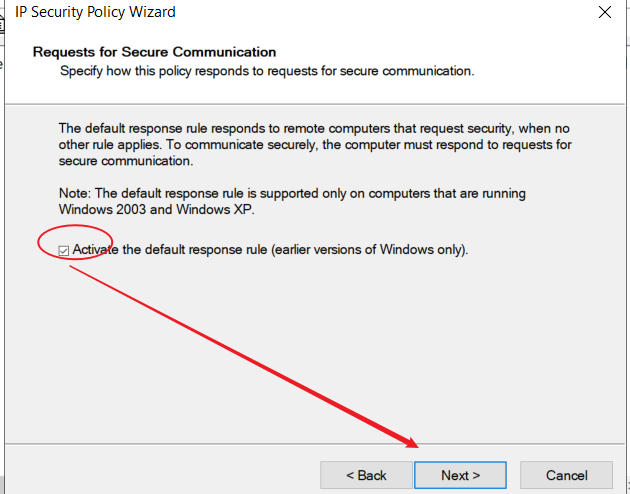 IP Security Policy Wizard
Requests for Secure Communication
Specify how this policy responds to requests for secure communication.
The default response rule responds to remote computers that request security, when no
other rule applies. To communicate securely, the computer must respond to requests for
secure communication.
Note: The default response rule is supported only on computers that are running
Windows 2003 and Windows XP.
Activate the default response rule (earlier versions of Windows only).
< Back
Next >
Cancel